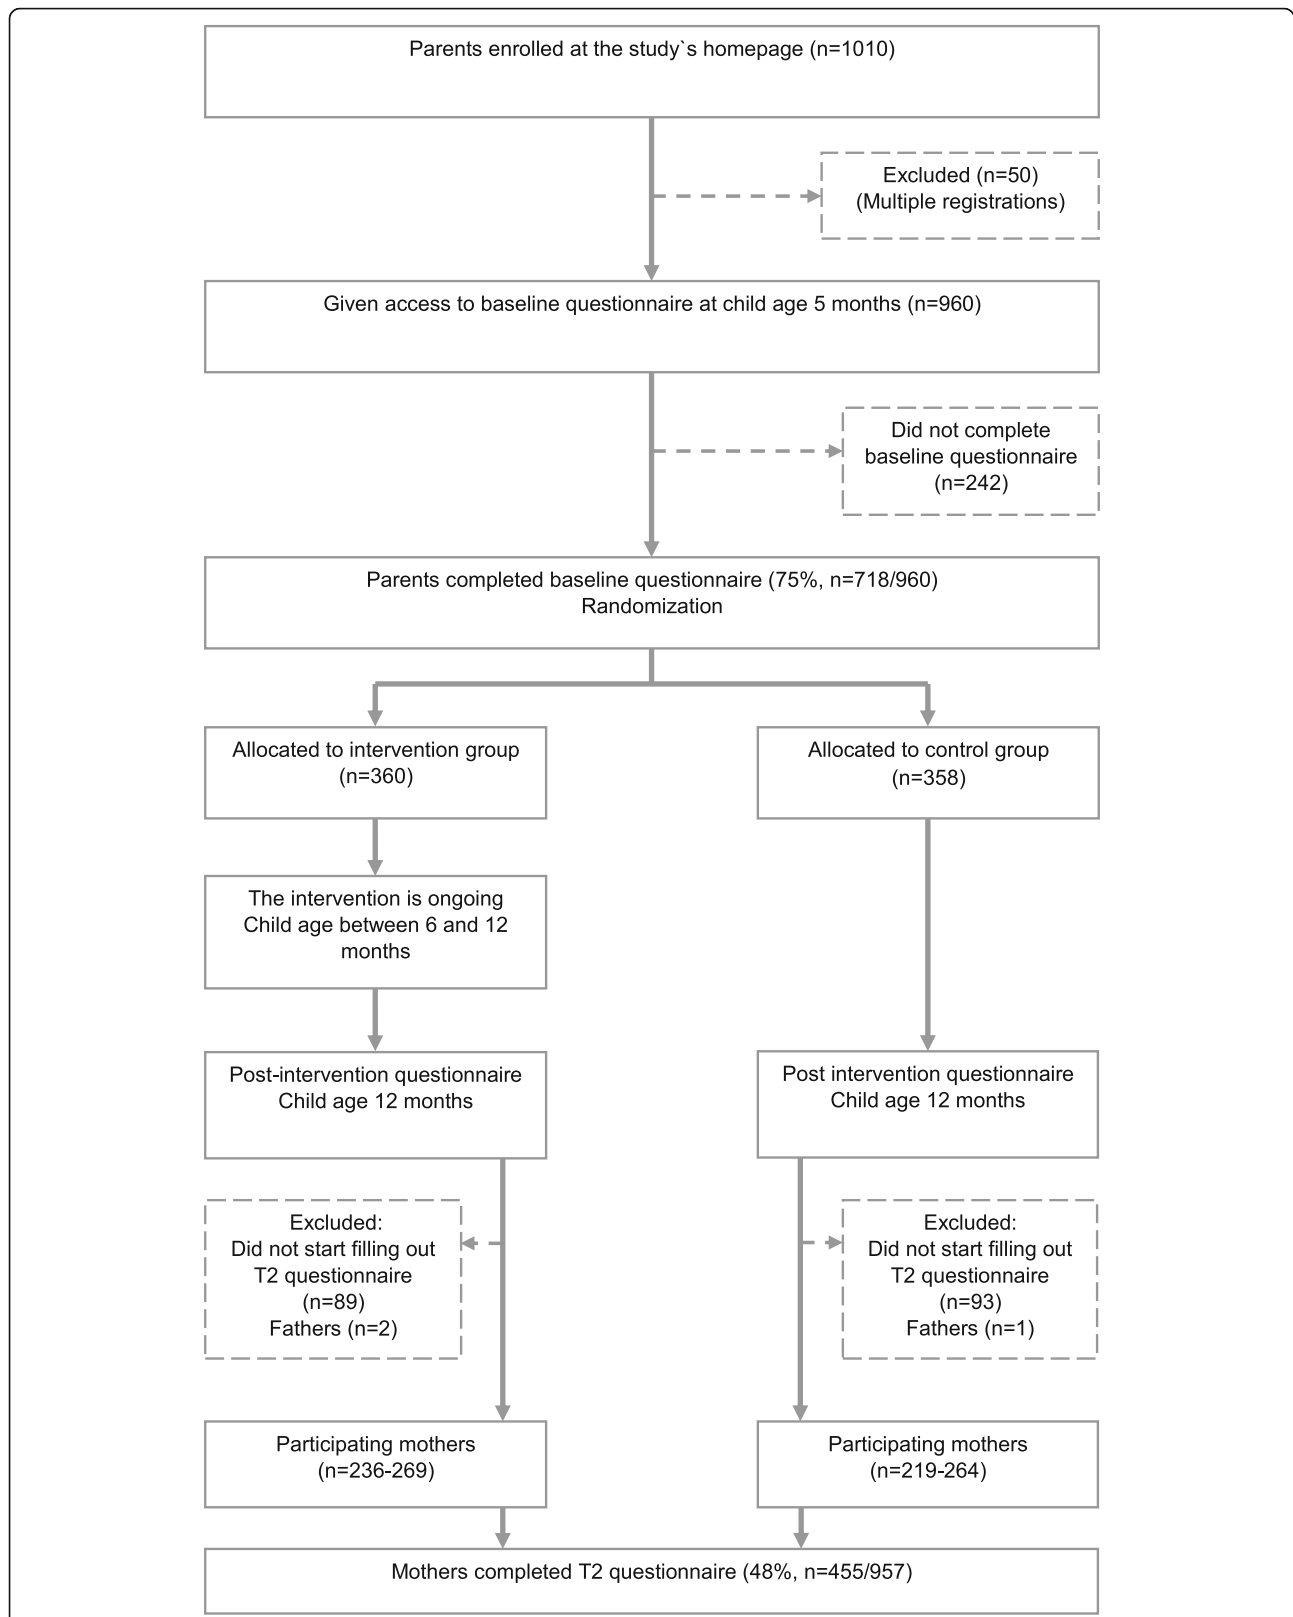 Parents enrolled at the study`s homepage (n=1010)
Excluded (n=50)
(Multiple registrations)
Given access to baseline questionnaire at child age 5 months (n=960)
Did not complete
baseline questionnaire
(n=242)
Parents completed baseline questionnaire (75%, n=718/960)
Randomization
Allocated to intervention group
(n=360)
Allocated to control group
(n=358)
The intervention is ongoing
Child age between 6 and 12
months
Post-intervention questionnaire
Child age 12 months
Post intervention questionnaire
Child age 12 months
Excluded:
Did not start filling out
T2 questionnaire
(n=89)
Fathers (n=2)
Excluded:
Did not start filling out
T2 questionnaire
(n=93)
Fathers (n=1)
Participating mothers
(n=236-269)
Participating mothers
(n=219-264)
Mothers completed T2 questionnaire (48%, n=455/957)